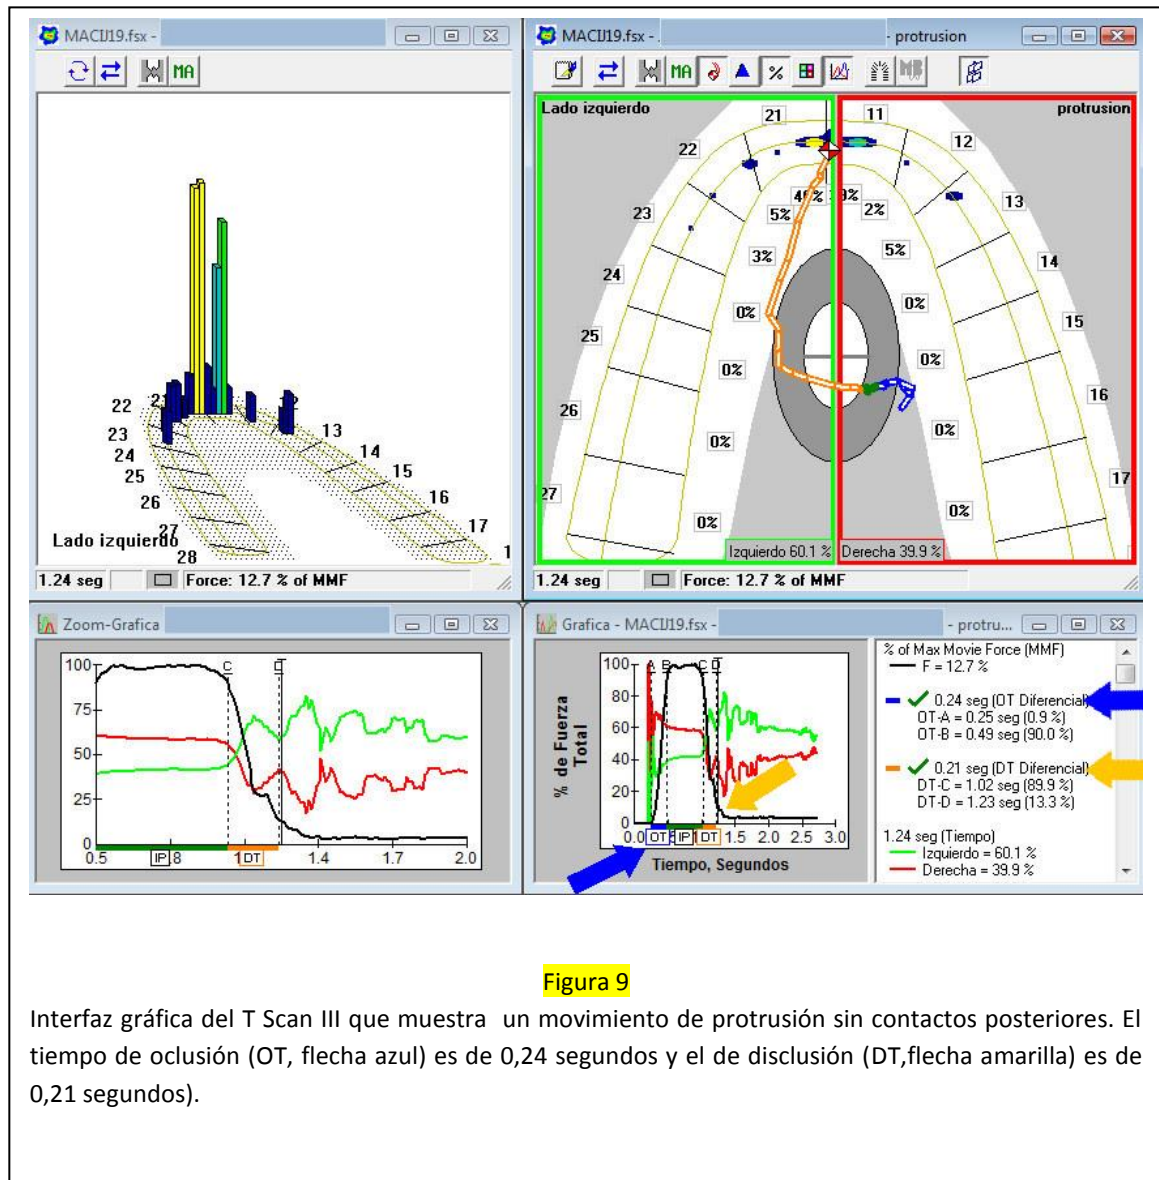 MACIJ19.fsx -
MA
22
21
12
23
13
24
14
25
15
26
16
27
17
28
Lado izquierdo
1.24 seg
Force: 12.7 % of MMF
MACIJ19.fsx - .
- protrusion
MA
%
Lado izquierdo
protrusion
21
11
22
12
23
13
24
14
25
15
26
16
27
17
5%
2%
3%
5%
0%
0%
0%
0%
0%
0%
0%
0%
Izquierdo 60.1 %
Derecha 39.9 %
1.24 seg
Force: 12.7 % of MMF
Zoom-Grafica
100
75
50
25
0
C
D
0.5
IP
.8
DT
1.4
1.7
2.0
Grafica - MACIJ19.fsx -
- protru...
% de Fuerza
Total
100
80
60
40
20
0
A
B
C
D
0.0
OT
IP
DT
1.5
2.0
2.5
3.0
Tiempo, Segundos
% of Max Movie Force (MMF)
F = 12.7 %
0.24 seg (OT Diferencial)
OT-A = 0.25 seg (0.9 %)
OT-B = 0.49 seg (90.0 %)
0.21 seg (DT Diferencial)
DT-C = 1.02 seg (89.9 %)
DT-D = 1.23 seg (13.3 %)
1.24 seg (Tiempo)
Izquierdo = 60.1 %
Derecha = 39.9 %
Figura 9
Interfaz gráfica del T Scan III que muestra un movimiento de protrusión sin contactos posteriores. El
tiempo de oclusión (OT, flecha azul) es de 0,24 segundos y el de disclusión (DT,flecha amarilla) es de
0,21 segundos).